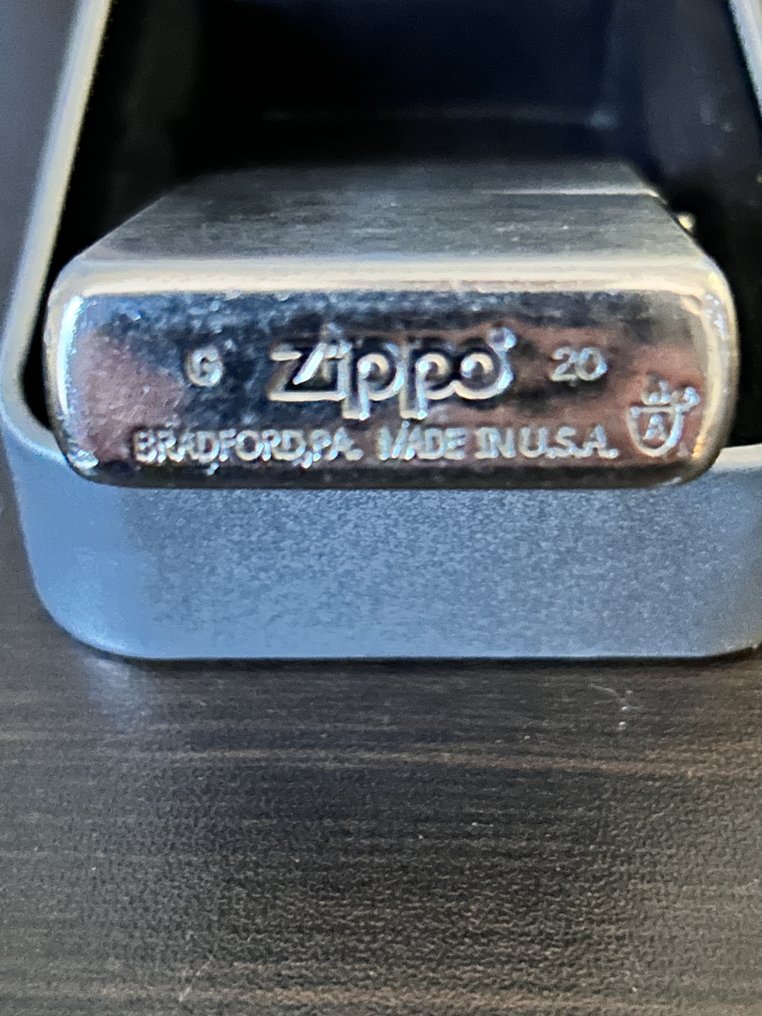 G Zippo® 20
BRADFORD,PA. MADE IN U.S.A.
A